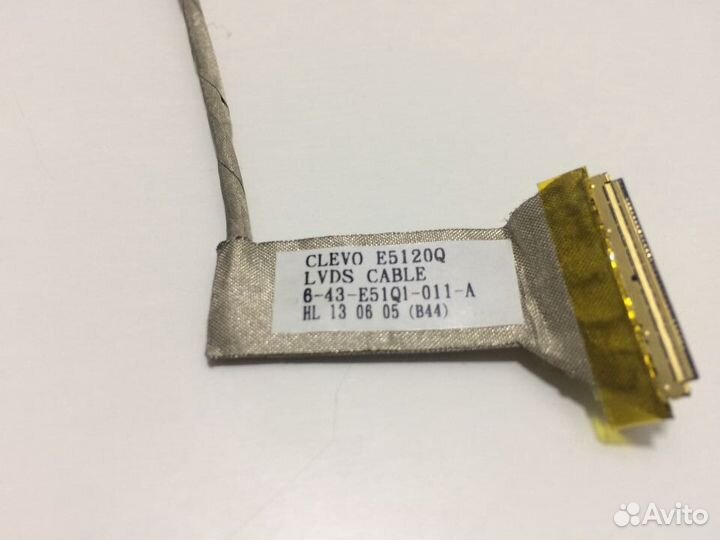 CLEVO E5120Q
LVDS CABLE
6-43-E51Q1-011-A
HL 13 06 05 (B44)
Avito